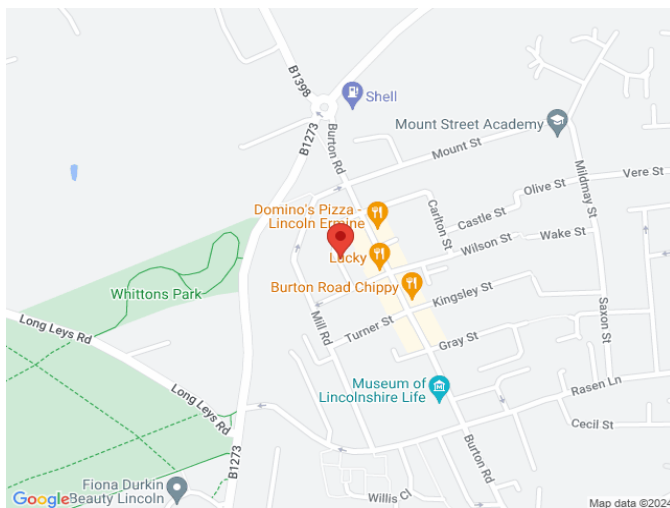 B1398
Shell
B1273
Burton Rd
Mount Street Academy
Mount St
Mildmay St
Vere St
Olive St
Domino's Pizza -
Lincoln Ermine
Carlton St
Castle St
Wake St
Wilson St
Lucky
Whittons Park
Burton Road Chippy
Kingsley St
Long Leys Rd
Mill Rd
Turner St
Saxon St
Gray St
Museum of
Lincolnshire Life
Rasen Ln
Long Leys Rd
Cecil St
B1273
Burton Rd
Fiona Durkin
Beauty Lincoln
Willis Cl
Google
Map data ©2024